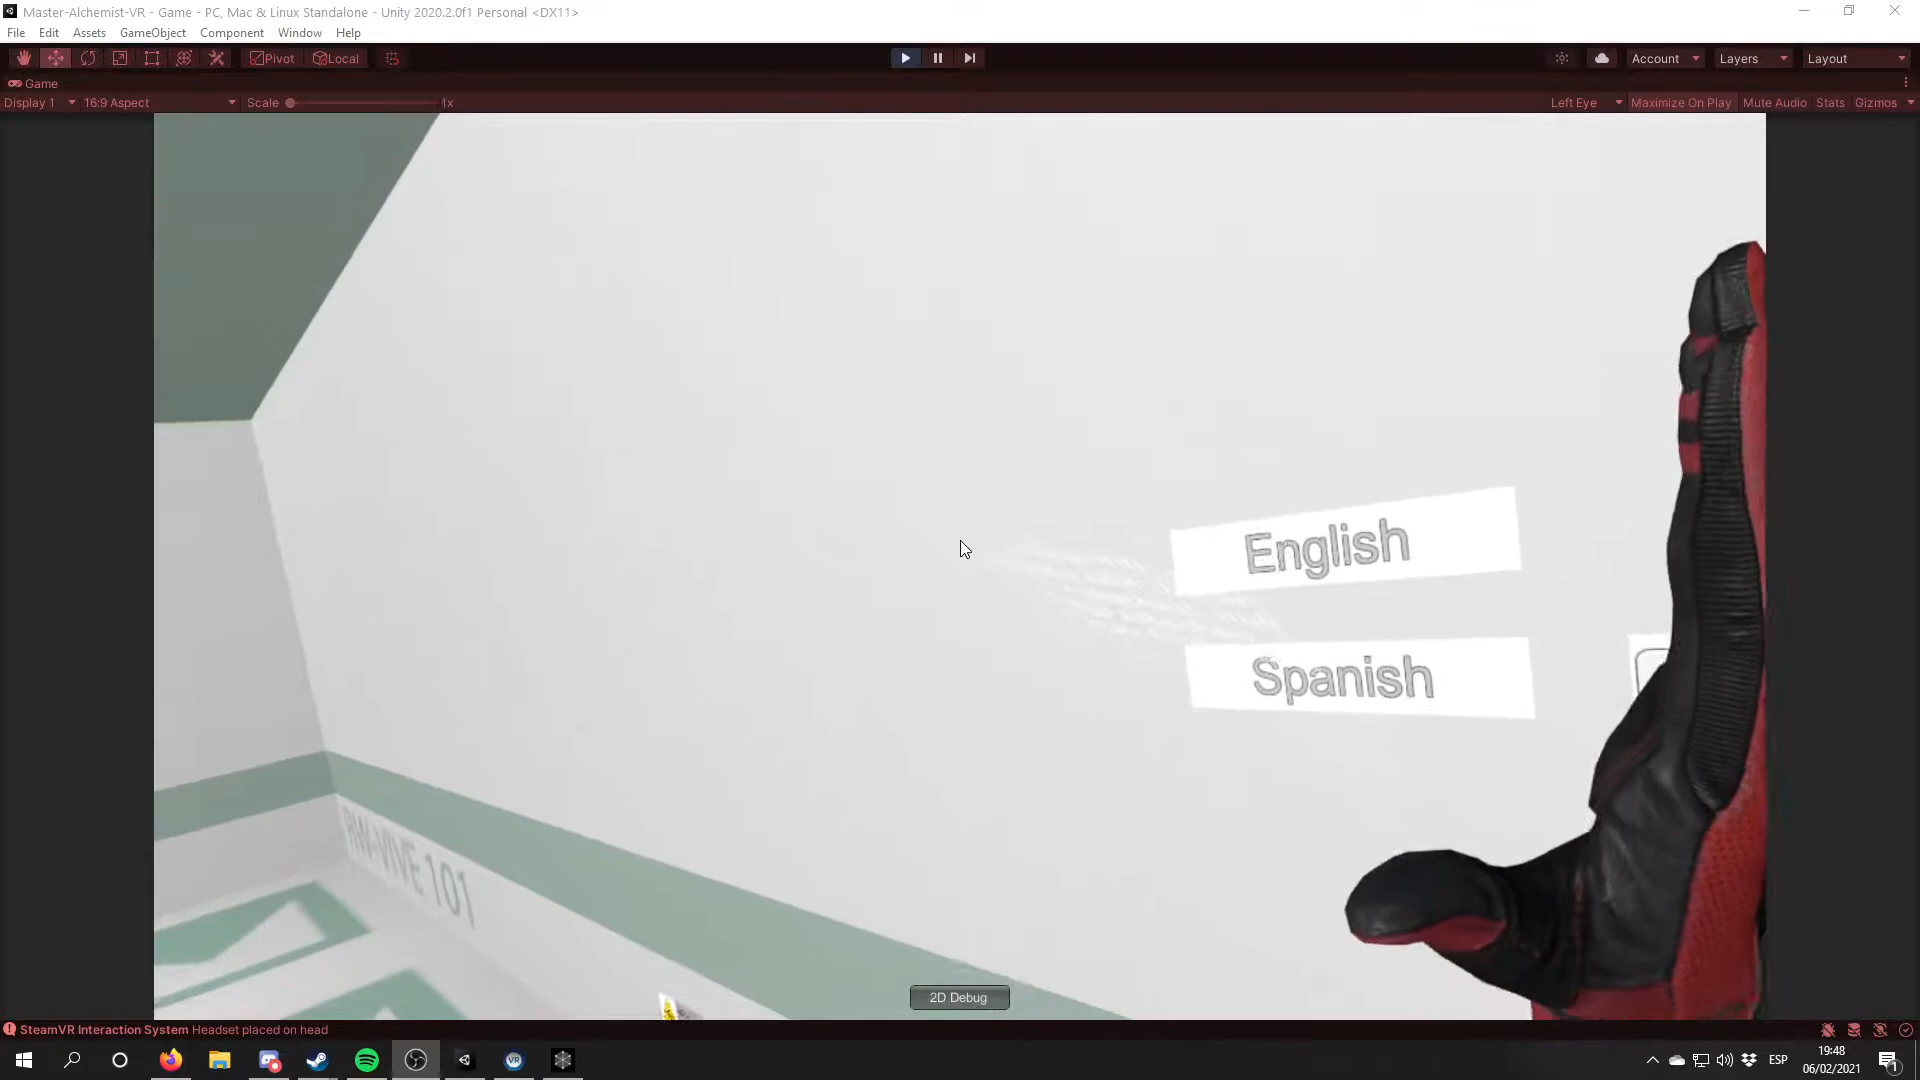 Master-Alchemist-VR - Game - PC, Mac & Linux Standalone - Unity 2020.2.0f1 Personal <DX11>
File Edit Assets GameObject Component Window Help
Pivot Local Account Layers Layout
Game
Display 1 16:9 Aspect Scale 1x Left Eye Maximize On Play Mute Audio Stats Gizmos
English
Spanish
RW-VIVE 101
2D Debug
SteamVR Interaction System Headset placed on head
ESP
19:48
06/02/2021